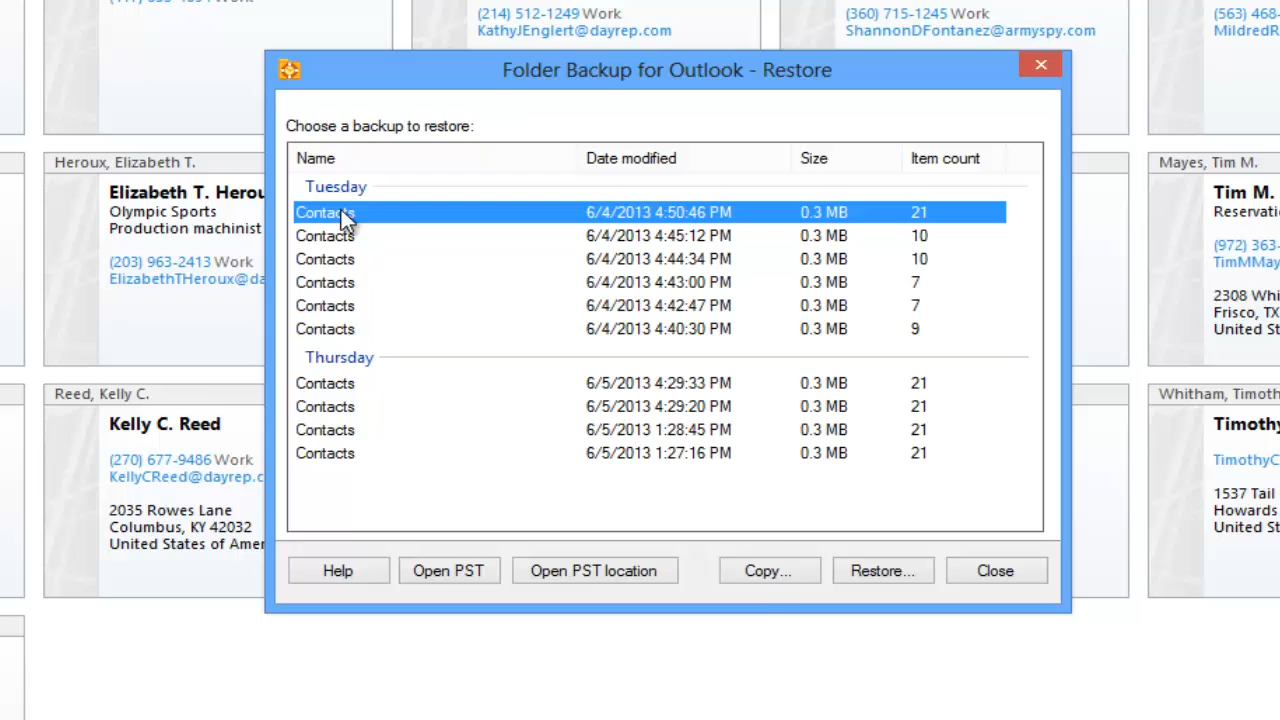 (214) 512-1249 Work
KathyJEnglert@dayrep.com
(360) 715-1245 Work
ShannonDFontanez@armyspy.com
(563) 468-
MildredR
Folder Backup for Outlook - Restore
Choose a backup to restore:
Name Date modified Size Item count
Tuesday
Contacts 6/4/2013 4:50:46 PM 0.3 MB 21
Contacts 6/4/2013 4:45:12 PM 0.3 MB 10
Contacts 6/4/2013 4:44:34 PM 0.3 MB 10
Contacts 6/4/2013 4:43:00 PM 0.3 MB 7
Contacts 6/4/2013 4:42:47 PM 0.3 MB 7
Contacts 6/4/2013 4:40:30 PM 0.3 MB 9
Thursday
Contacts 6/5/2013 4:29:33 PM 0.3 MB 21
Contacts 6/5/2013 4:29:20 PM 0.3 MB 21
Contacts 6/5/2013 1:28:45 PM 0.3 MB 21
Contacts 6/5/2013 1:27:16 PM 0.3 MB 21
Help Open PST Open PST location Copy... Restore... Close
Heroux, Elizabeth T.
Elizabeth T. Herou
Olympic Sports
Production machinist
(203) 963-2413 Work
ElizabethTHeroux@da
Mayes, Tim M.
Tim M.
Reservati
(972) 363-
TimMMay
2308 Whi
Frisco, TX
United St
Reed, Kelly C.
Kelly C. Reed
(270) 677-9486 Work
KellyCReed@dayrep.c
2035 Rowes Lane
Columbus, KY 42032
United States of Amer
Whitham, Timoth
Timothy
TimothyC
1537 Tail
Howards
United St